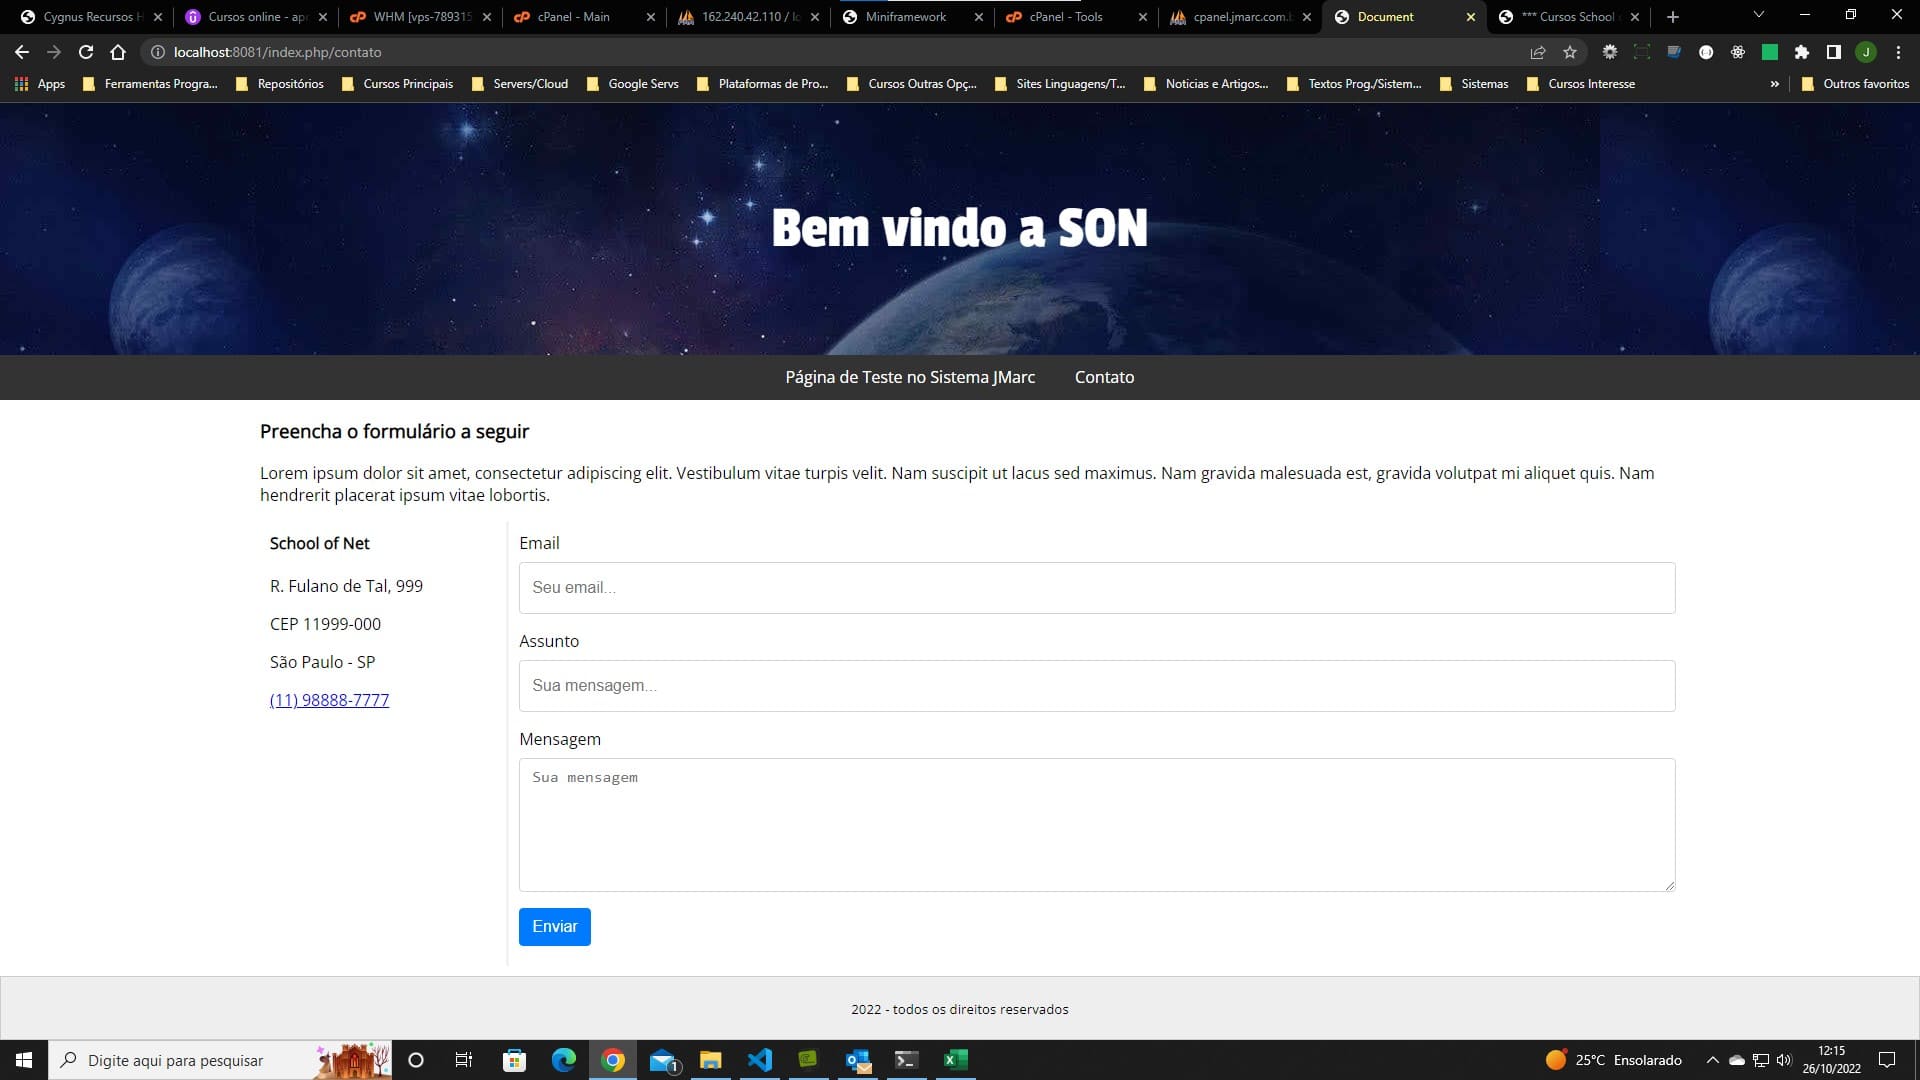 Cygnus Recursos H
Cursos online - apr
WHM [vps-789315
cPanel - Main
162.240.42.110 / lo
Miniframework
cPanel - Tools
cpanel.jmarc.com.b
Document
*** Cursos School o
localhost:8081/index.php/contato
J
Apps
Ferramentas Progra...
Repositórios
Cursos Principais
Servers/Cloud
Google Servs
Plataformas de Pro...
Cursos Outras Opç...
Sites Linguagens/T...
Noticias e Artigos...
Textos Prog./Sistem...
Sistemas
Cursos Interesse
»
Outros favoritos
Bem vindo a SON
Página de Teste no Sistema JMarc
Contato
Preencha o formulário a seguir
Lorem ipsum dolor sit amet, consectetur adipiscing elit. Vestibulum vitae turpis velit. Nam suscipit ut lacus sed maximus. Nam gravida malesuada est, gravida volutpat mi aliquet quis. Nam
hendrerit placerat ipsum vitae lobortis.
School of Net
R. Fulano de Tal, 999
CEP 11999-000
São Paulo - SP
(11) 98888-7777
Email
Seu email...
Assunto
Sua mensagem...
Mensagem
Sua mensagem
Enviar
2022 - todos os direitos reservados
Digite aqui para pesquisar
1
25°C Ensolarado
12:15
26/10/2022